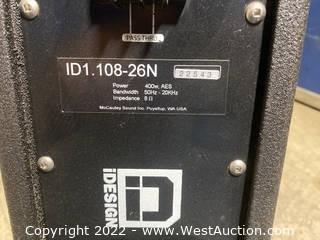 PASS THRU
ID1.108-26N 22543
Power 400w, AES
Bandwidth 50Hz - 20KHz
Impedance 8 Ω
McCauley Sound Inc. Puyallup, WA USA
iDESIGN
iD
Copyright 2022 - www.WestAuction.com